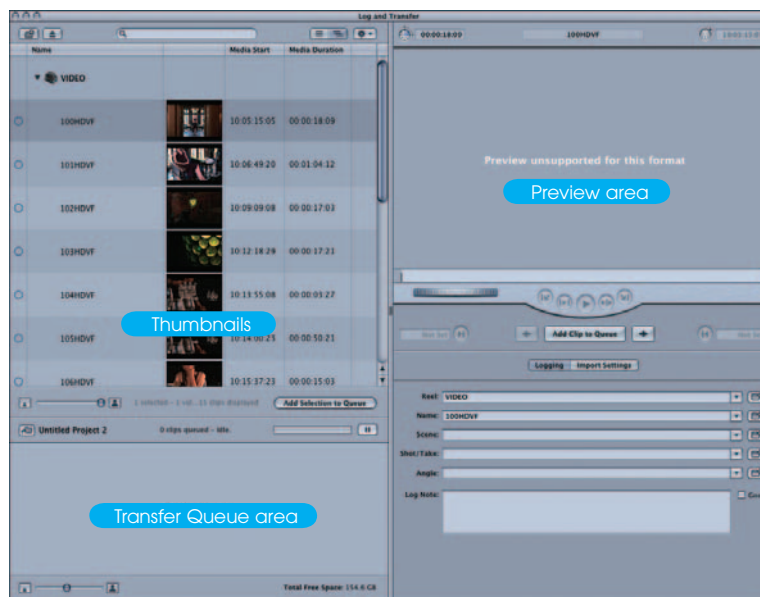 Log and Transfer
Name Media Start Media Duration
VIDEO
100HDVF 10:05:15:05 00:00:18:09
101HDVF 10:06:49:20 00:01:04:12
102HDVF 10:09:09:08 00:00:17:03
103HDVF 10:12:18:29 00:00:17:21
104HDVF 10:13:55:08 00:00:03:27
Thumbnails
105HDVF 10:14:00:25 00:00:50:21
106HDVF 10:15:37:23 00:00:15:03
Add Selection to Queue
Untitled Project 2 0 clips queued - idle.
Transfer Queue area
Total Free Space: 154.6 GB
00:00:18:09 100HDVF
Preview unsupported for this format
Preview area
Add Clip to Queue
Logging Import Settings
Reel: VIDEO
Name: 100HDVF
Scene:
Shot/Take:
Angle:
Log Note: